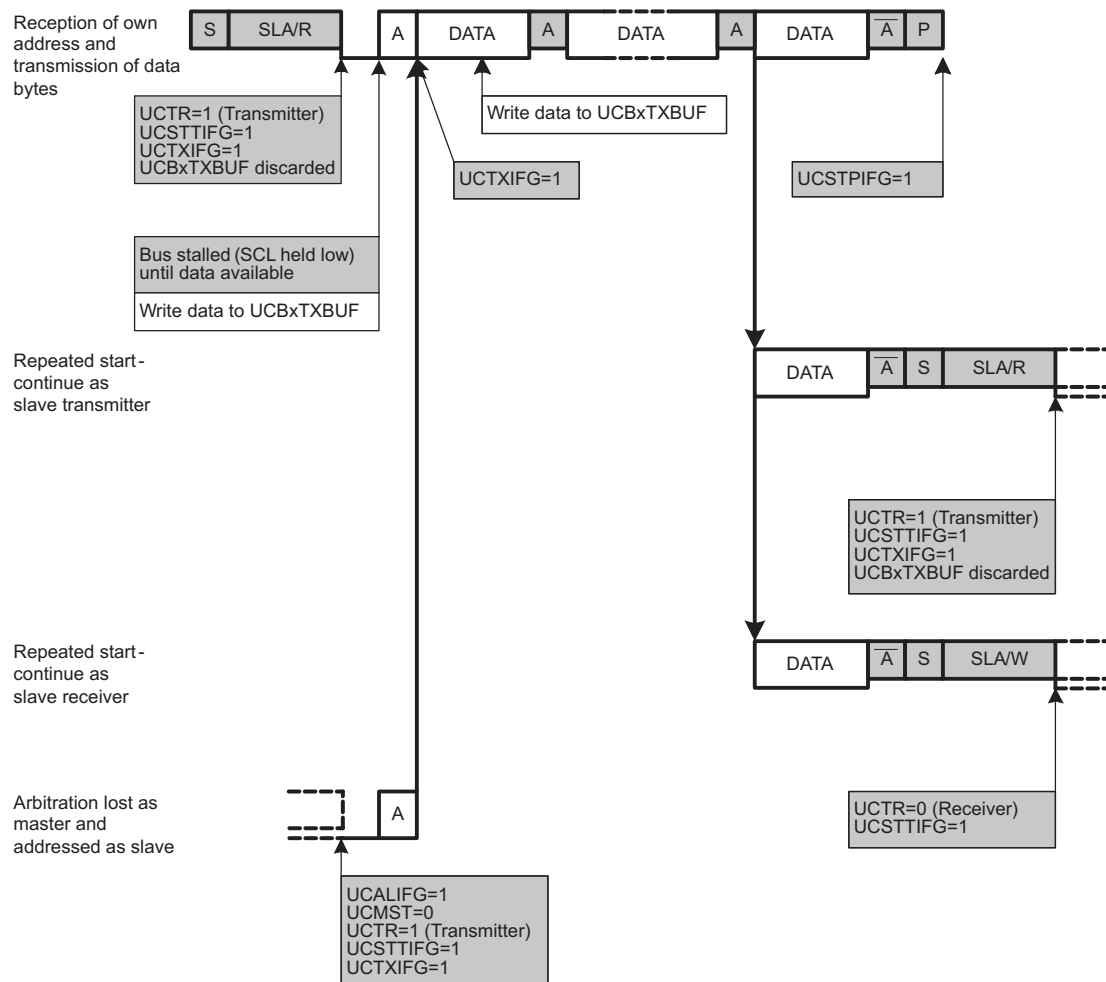 Reception of own
address and
transmission of data
bytes
S SLA/R A DATA A DATA A DATA A P
UCTR=1 (Transmitter)
UCSTTIFG=1
UCTXIFG=1
UCBxTXBUF discarded
Write data to UCBxTXBUF
UCTXIFG=1
UCSTPIFG=1
Bus stalled (SCL held low)
until data available
Write data to UCBxTXBUF
Repeated start-
continue as
slave transmitter
DATA A S SLA/R
UCTR=1 (Transmitter)
UCSTTIFG=1
UCTXIFG=1
UCBxTXBUF discarded
Repeated start-
continue as
slave receiver
DATA A S SLA/W
UCTR=0 (Receiver)
UCSTTIFG=1
Arbitration lost as
master and
addressed as slave
A
UCALIFG=1
UCMST=0
UCTR=1 (Transmitter)
UCSTTIFG=1
UCTXIFG=1